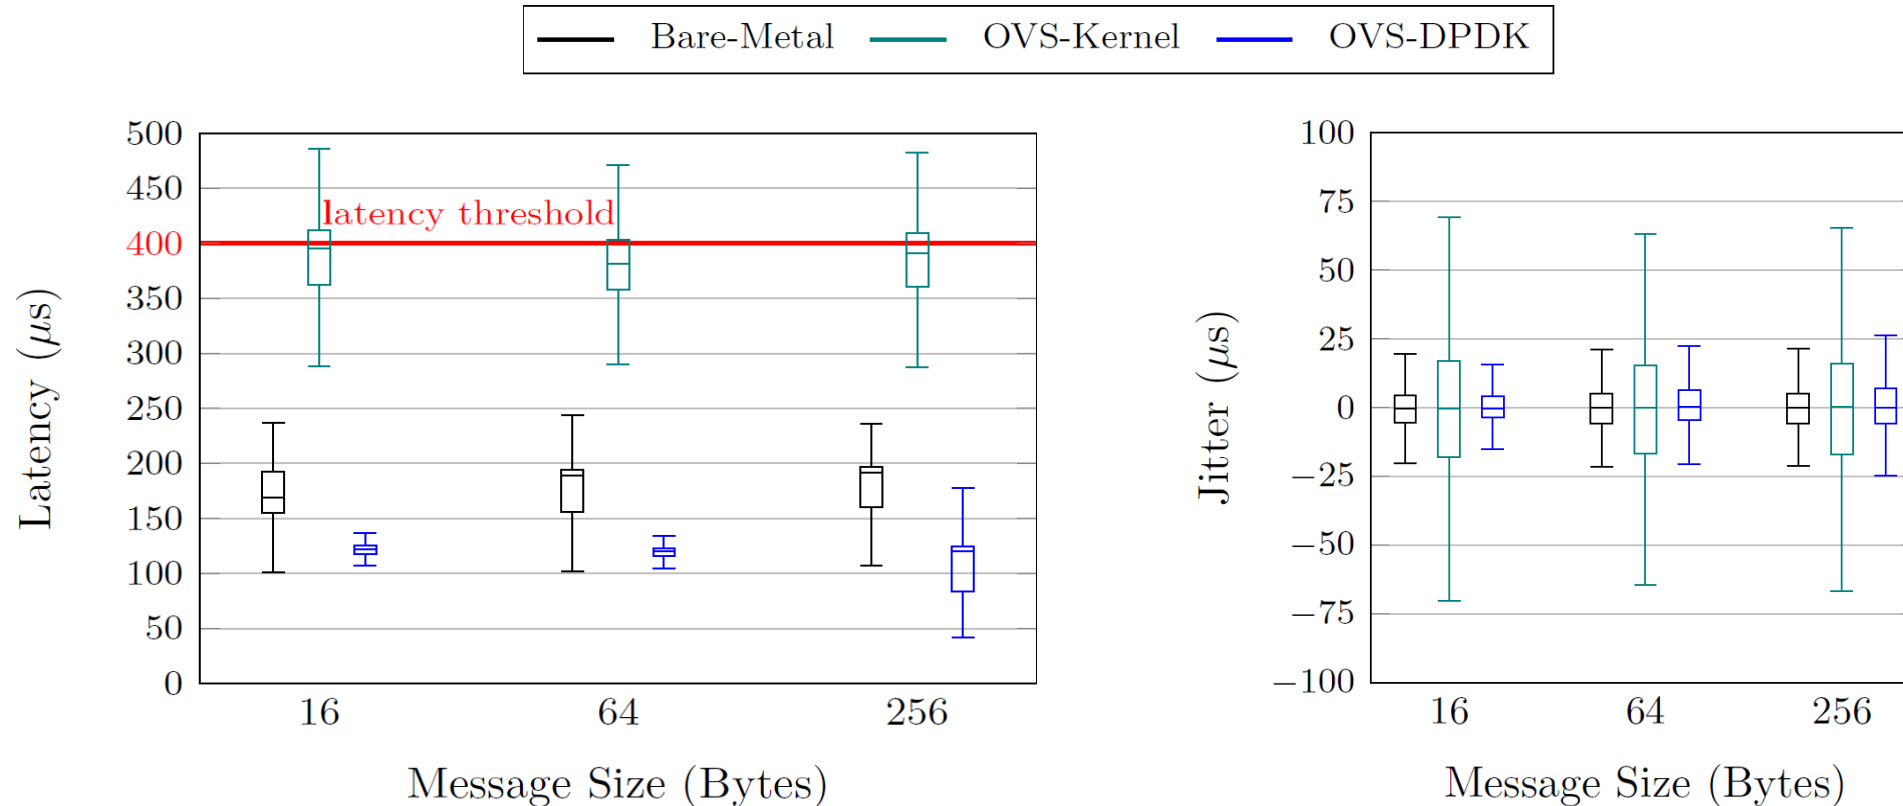 Bare-Metal OVS-Kernel OVS-DPDK
Latency (μs)
500
450
400
350
300
250
200
150
100
50
0
latency threshold
16 64 256
Message Size (Bytes)
Jitter (μs)
100
75
50
25
0
−25
−50
−75
−100
16 64 256
Message Size (Bytes)